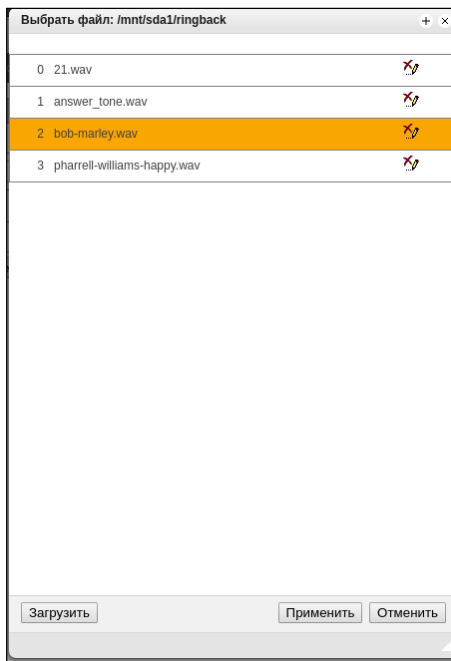 Выбрать файл: /mnt/sda1/ringback
0 21.wav
1 answer_tone.wav
2 bob-marley.wav
3 pharrell-williams-happy.wav
Загрузить Применить Отменить